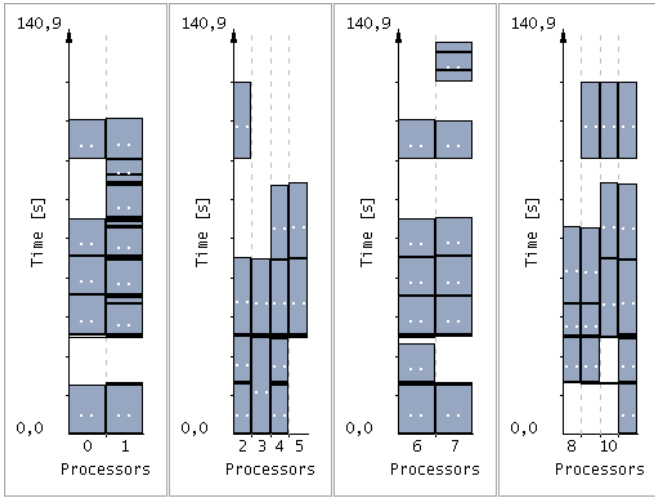 140,9
Time [s]
0,0
0 1
Processors
140,9
Time [s]
0,0
2 3 4 5
Processors
140,9
Time [s]
0,0
6 7
Processors
140,9
Time [s]
0,0
8 10
Processors